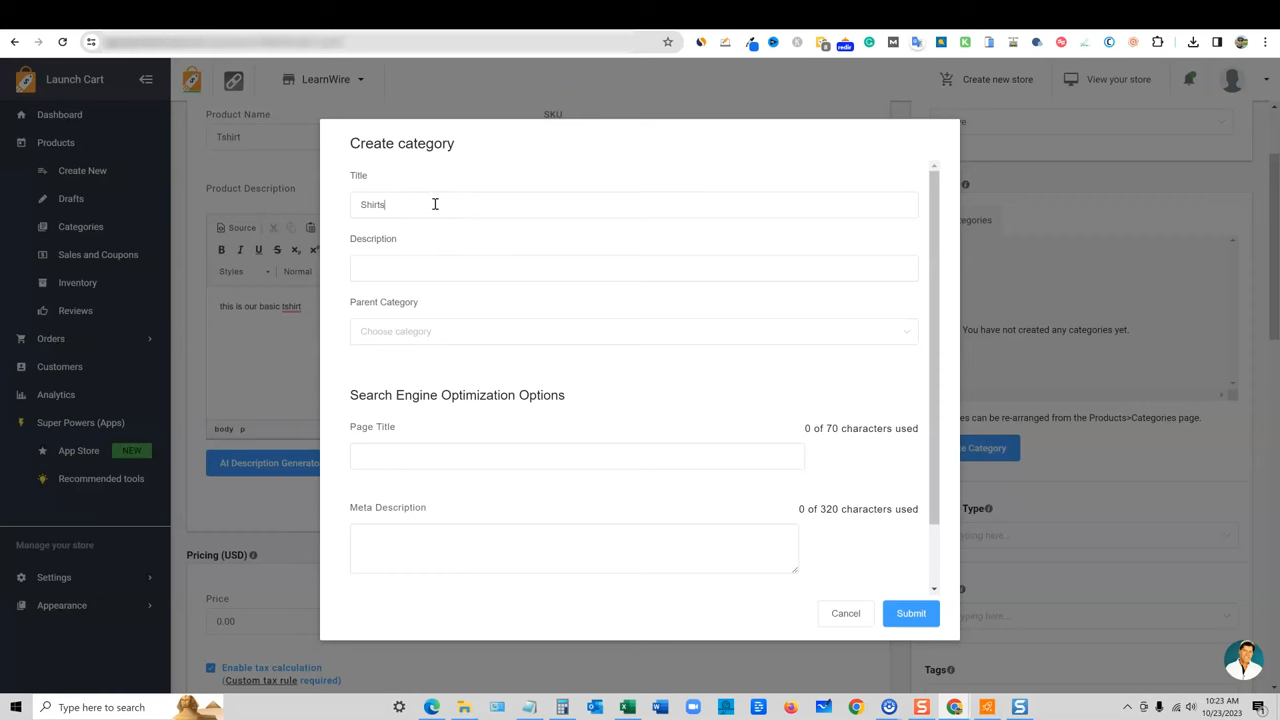 redir
Launch Cart
LearnWire
Create new store
View your store
Dashboard
Products
Create New
Drafts
Categories
Sales and Coupons
Inventory
Reviews
Orders
Customers
Analytics
Super Powers (Apps)
App Store NEW
Recommended tools
Manage your store
Settings
Appearance
Product Name
SKU
Tshirt
Product Description
Source
B I U S
Styles Normal
this is our basic tshirt
body p
AI Description Generato
Pricing (USD)
Price
0.00
Enable tax calculation
(Custom tax rule required)
Create category
Title
Shirts
Description
Parent Category
Choose category
Search Engine Optimization Options
Page Title
0 of 70 characters used
Meta Description
0 of 320 characters used
Cancel
Submit
e
egories
You have not created any categories yet.
es can be re-arranged from the Products>Categories page.
e Category
Type
yping here...
yping here...
Tags
Type here to search
10:23 AM
10/23/2023